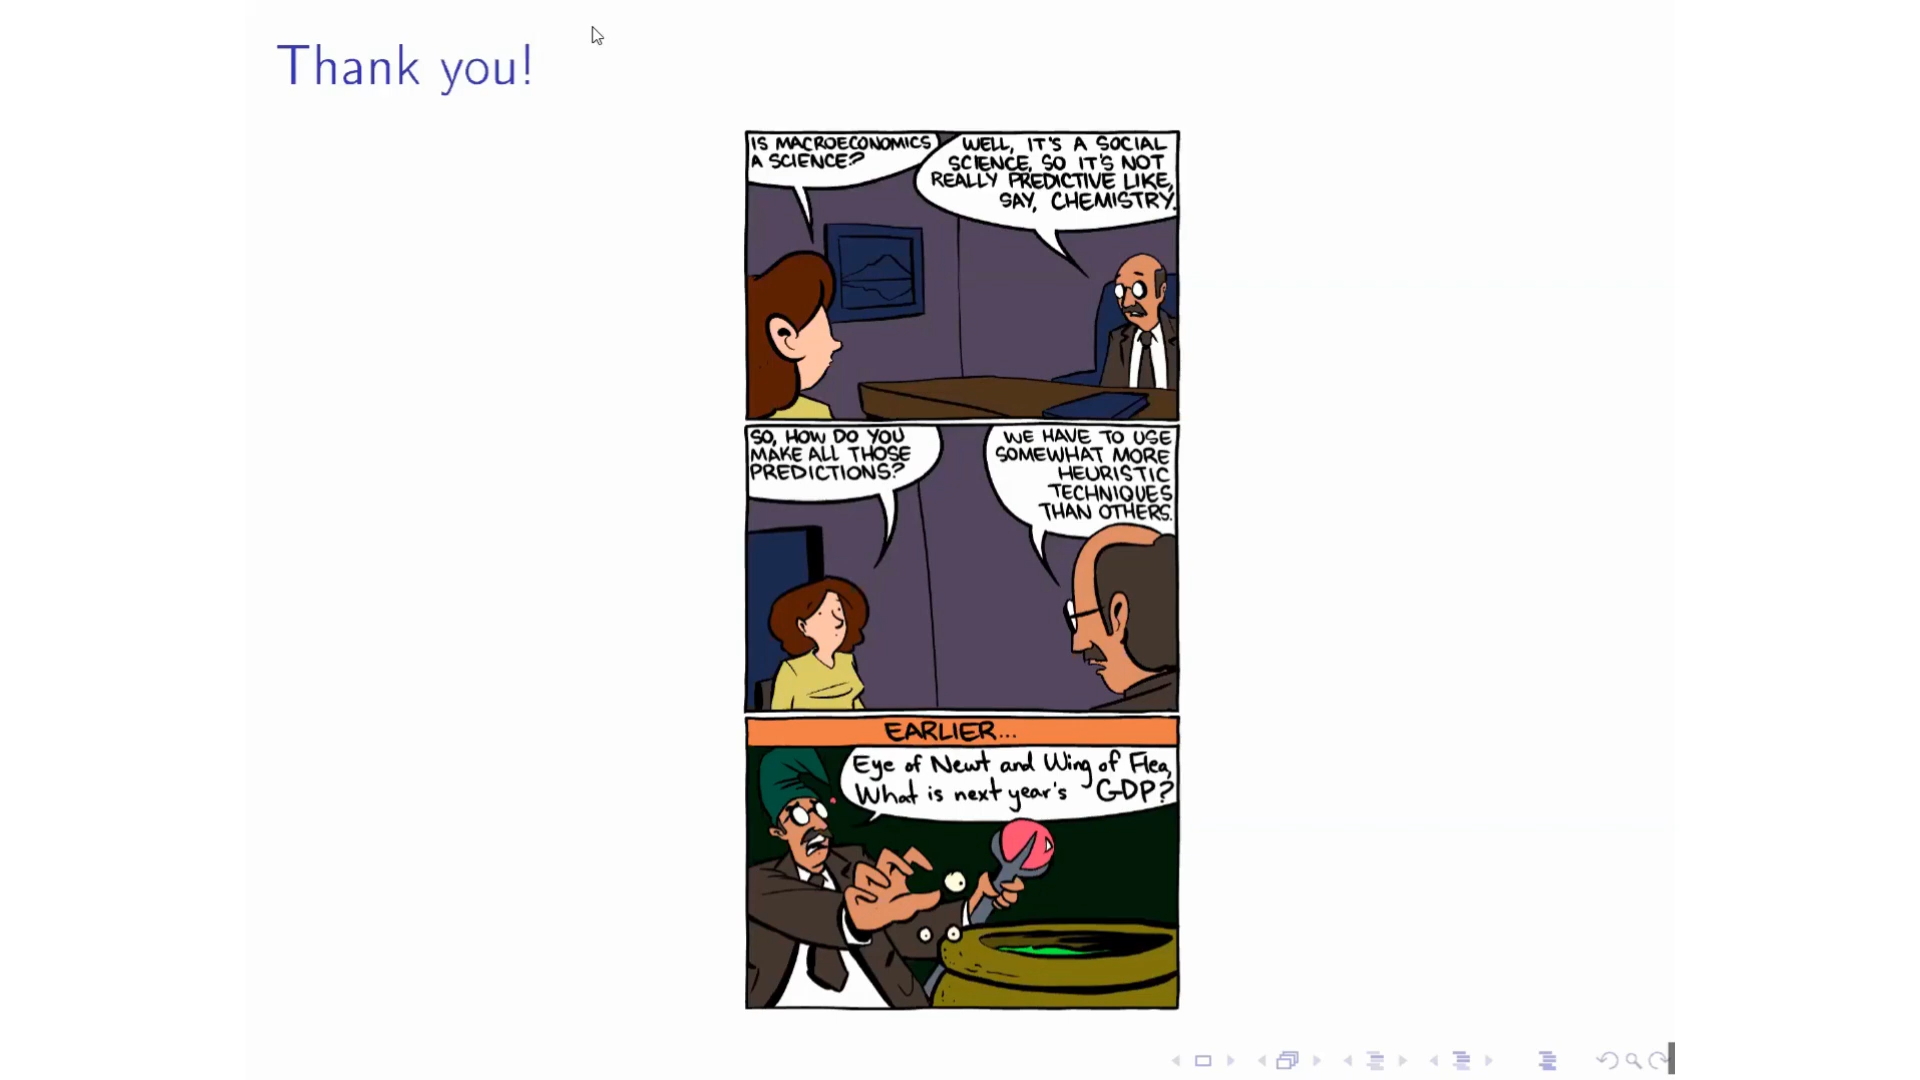 Thank you!
IS MACROECONOMICS
A SCIENCE?
WELL, IT'S A SOCIAL
SCIENCE, SO IT'S NOT
REALLY PREDICTIVE LIKE,
SAY, CHEMISTRY.
SO, HOW DO YOU
MAKE ALL THOSE
PREDICTIONS?
WE HAVE TO USE
SOMEWHAT MORE
HEURISTIC
TECHNIQUES
THAN OTHERS.
EARLIER...
Eye of Newt and Wing of Flea,
What is next year's GDP?